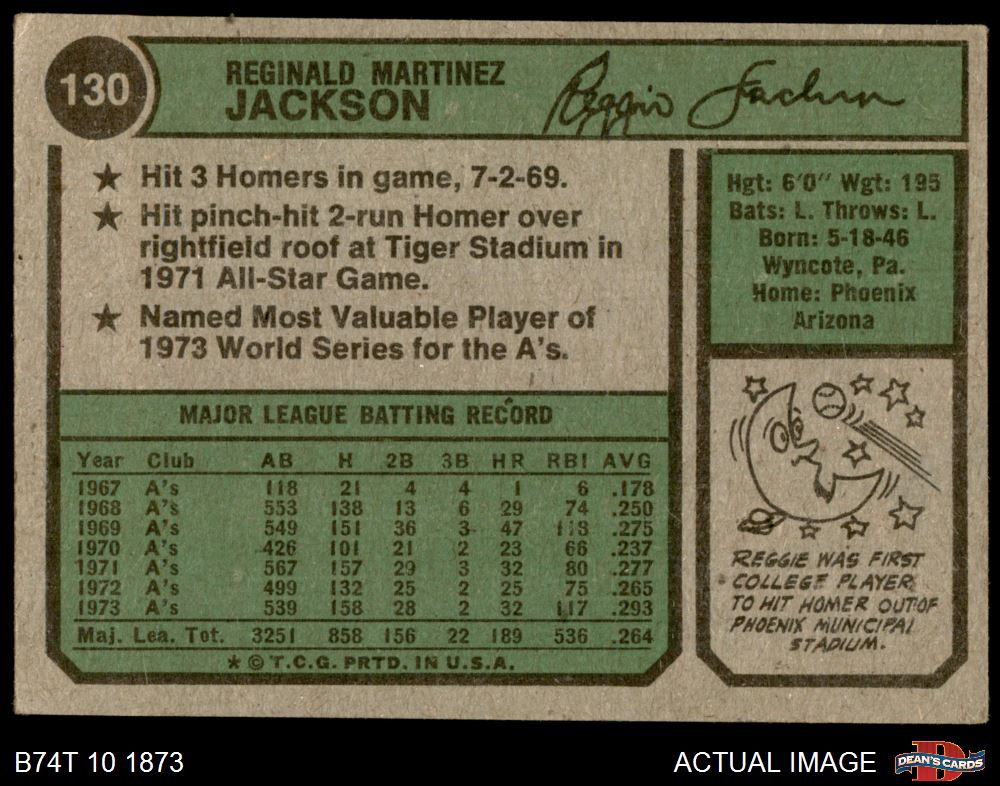 130
REGINALD MARTINEZ
JACKSON
Reggie Jackson
★ Hit 3 Homers in game, 7-2-69.
★ Hit pinch-hit 2-run Homer over
rightfield roof at Tiger Stadium in
1971 All-Star Game.
★ Named Most Valuable Player of
1973 World Series for the A's.
MAJOR LEAGUE BATTING RECORD
Year Club AB H 2B 3B HR RBI AVG
1967 A's 118 21 4 4 1 6 .178
1968 A's 553 138 13 6 29 74 .250
1969 A's 549 151 36 3 47 118 .275
1970 A's 426 101 21 2 23 66 .237
1971 A's 567 157 29 3 32 80 .277
1972 A's 499 132 25 2 25 75 .265
1973 A's 539 158 28 2 32 117 .293
Maj. Lea. Tot. 3251 858 156 22 189 536 .264
★ © T.C.G. PRTD. IN U.S.A.
Hgt: 6'0" Wgt: 195
Bats: L. Throws: L.
Born: 5-18-46
Wyncote, Pa.
Home: Phoenix
Arizona
REGGIE WAS FIRST
COLLEGE PLAYER
TO HIT HOMER OUT OF
PHOENIX MUNICIPAL
STADIUM.
B74T 10 1873
ACTUAL IMAGE
D
DEAN'S CARDS